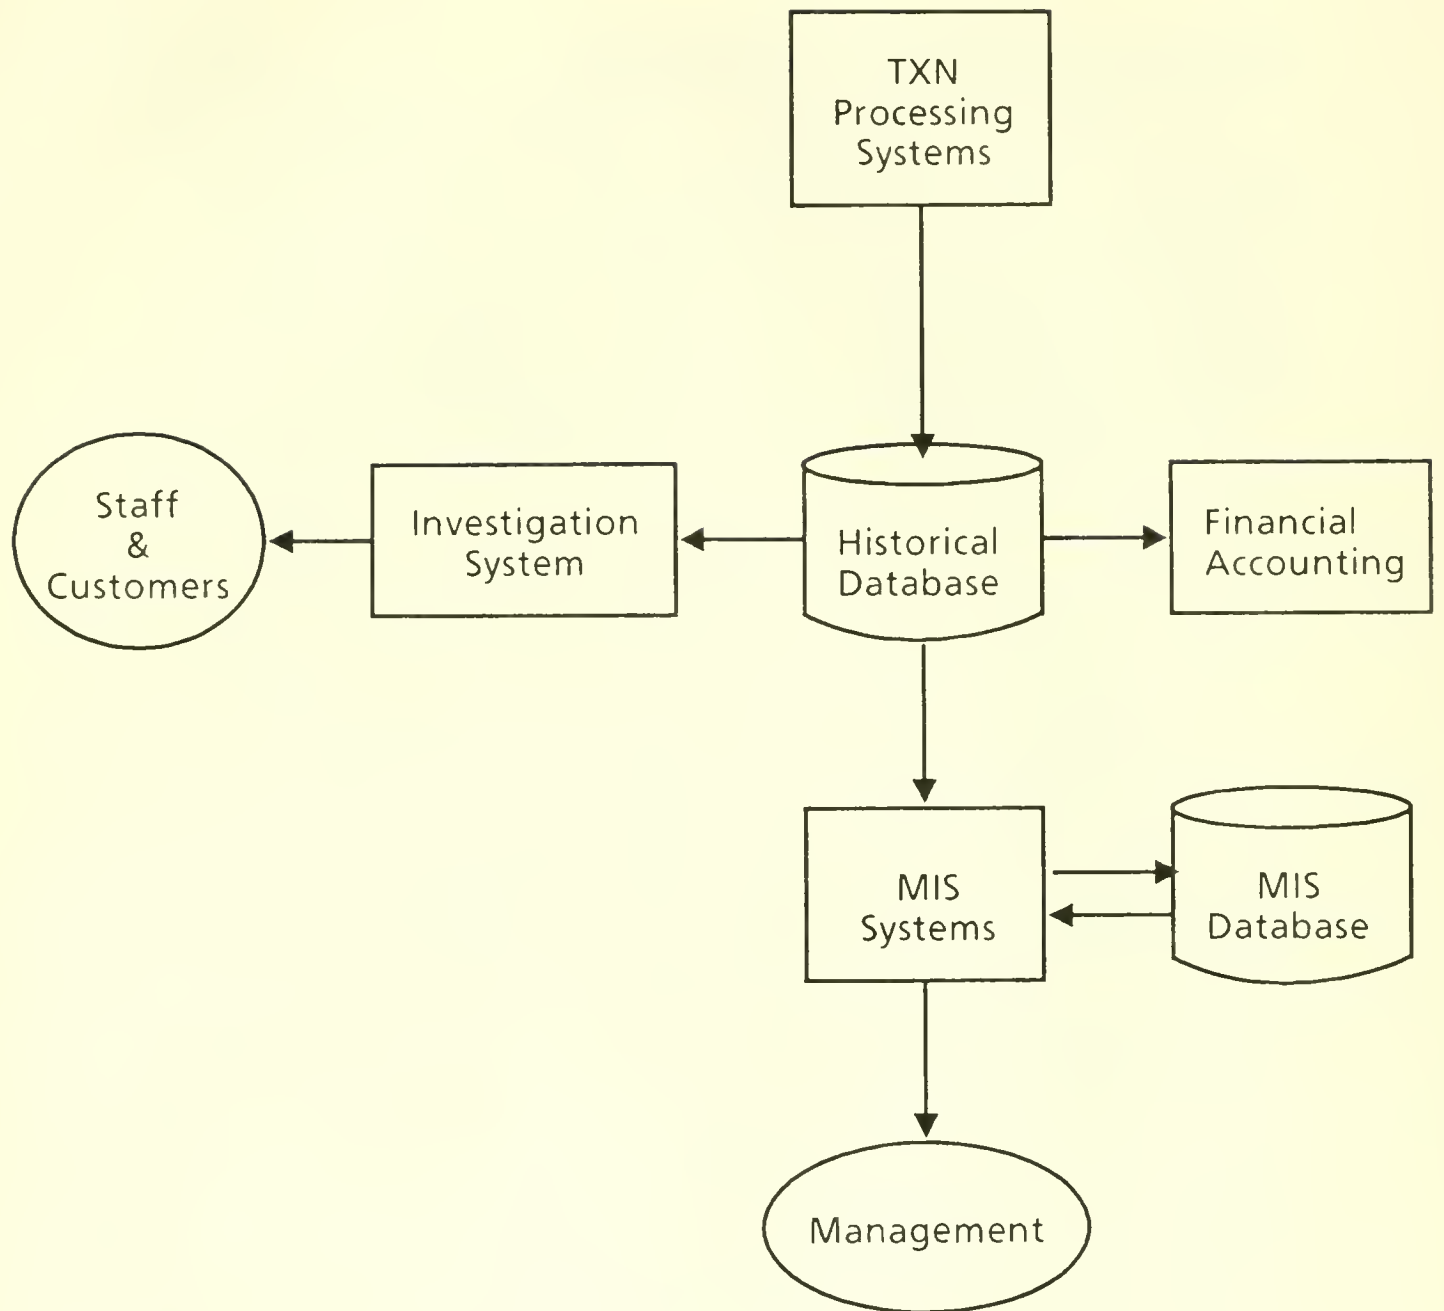 TXN
Processing
Systems
Staff
&
Customers
Investigation
System
Historical
Database
Financial
Accounting
MIS
Systems
MIS
Database
Management